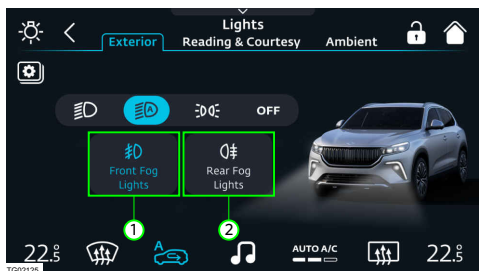 Lights
Exterior Reading & Courtesy Ambient
A
OFF
Front Fog
Lights
Rear Fog
Lights
1 2
22.5° A AUTO A/C 22.5°
TG02125